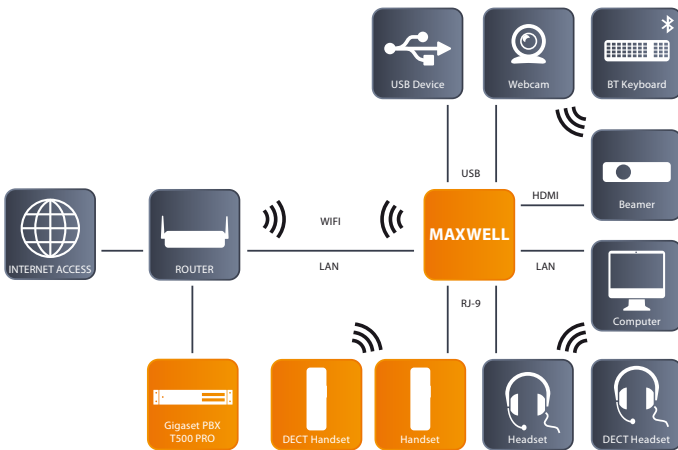 USB Device
Webcam
BT Keyboard
USB
HDMI
Beamer
INTERNET ACCESS
ROUTER
WIFI
LAN
MAXWELL
LAN
Computer
RJ-9
Gigaset PBX
T500 PRO
DECT Handset
Handset
Headset
DECT Headset